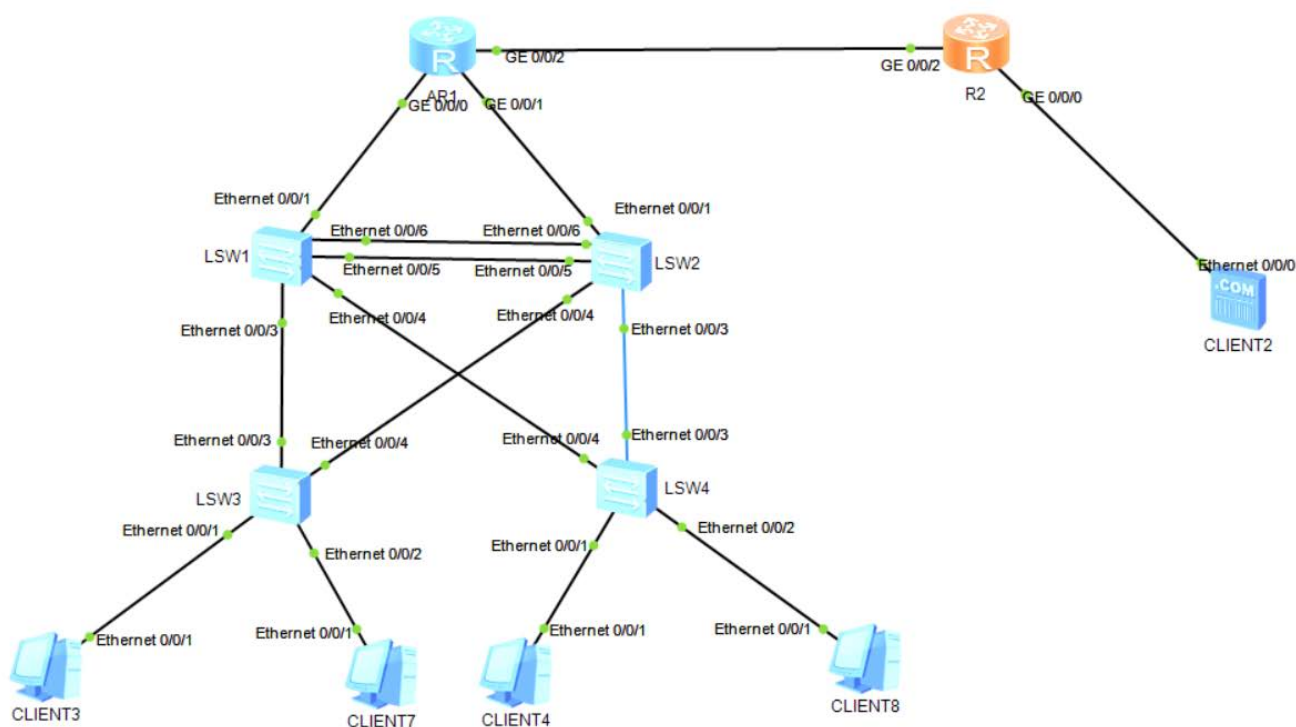 R
R
GE 0/0/2
GE 0/0/2
AR1
GE 0/0/0
GE 0/0/1
R2
GE 0/0/0
Ethernet 0/0/1
Ethernet 0/0/1
Ethernet 0/0/6
Ethernet 0/0/6
LSW1
LSW2
Ethernet 0/0/5
Ethernet 0/0/5
Ethernet 0/0/0
.COM
Ethernet 0/0/4
Ethernet 0/0/4
Ethernet 0/0/3
Ethernet 0/0/3
CLIENT2
Ethernet 0/0/3
Ethernet 0/0/4
Ethernet 0/0/4
Ethernet 0/0/3
LSW3
LSW4
Ethernet 0/0/1
Ethernet 0/0/2
Ethernet 0/0/1
Ethernet 0/0/2
Ethernet 0/0/1
Ethernet 0/0/1
Ethernet 0/0/1
Ethernet 0/0/1
CLIENT3
CLIENT7
CLIENT4
CLIENT8